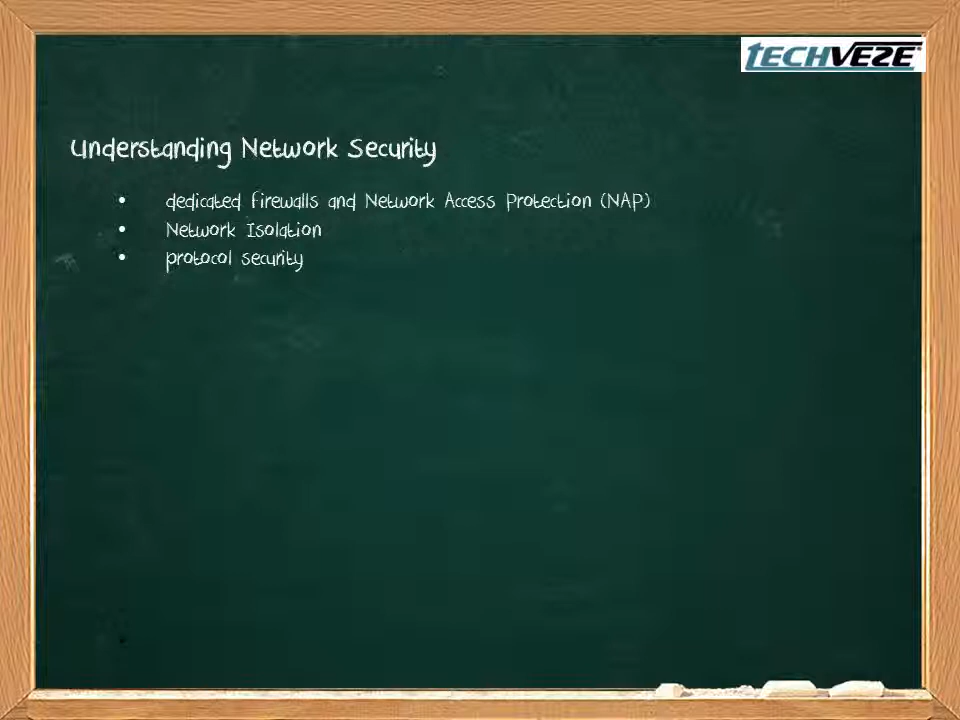 TECHVEZE
Understanding Network Security
• dedicated firewalls and Network Access Protection (NAP)
• Network Isolation
• protocol security